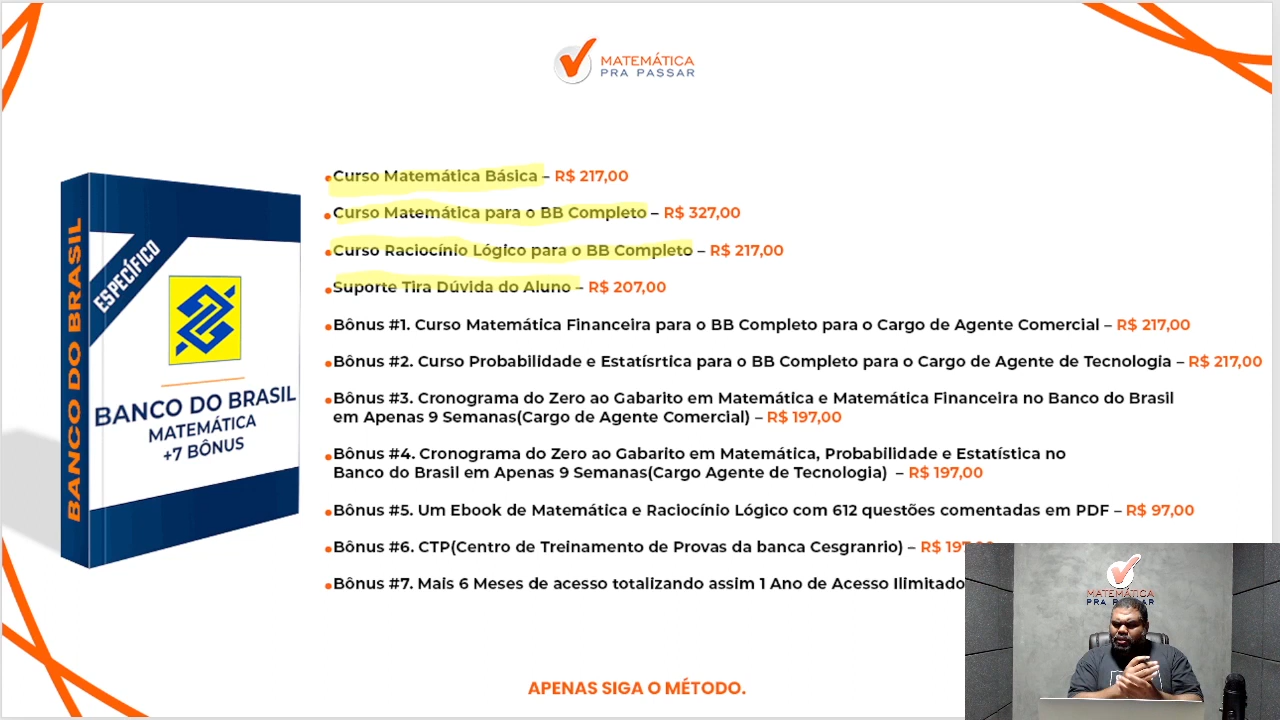 MATEMÁTICA
PRA PASSAR
BANCO DO BRASIL
ESPECÍFICO
BANCO DO BRASIL
MATEMÁTICA
+7 BÔNUS
Curso Matemática Básica – R$ 217,00
Curso Matemática para o BB Completo – R$ 327,00
Curso Raciocínio Lógico para o BB Completo – R$ 217,00
Suporte Tira Dúvida do Aluno – R$ 207,00
Bônus #1. Curso Matemática Financeira para o BB Completo para o Cargo de Agente Comercial – R$ 217,00
Bônus #2. Curso Probabilidade e Estatísrtica para o BB Completo para o Cargo de Agente de Tecnologia – R$ 217,00
Bônus #3. Cronograma do Zero ao Gabarito em Matemática e Matemática Financeira no Banco do Brasil
em Apenas 9 Semanas(Cargo de Agente Comercial) – R$ 197,00
Bônus #4. Cronograma do Zero ao Gabarito em Matemática, Probabilidade e Estatística no
Banco do Brasil em Apenas 9 Semanas(Cargo Agente de Tecnologia) – R$ 197,00
Bônus #5. Um Ebook de Matemática e Raciocínio Lógico com 612 questões comentadas em PDF – R$ 97,00
Bônus #6. CTP(Centro de Treinamento de Provas da banca Cesgranrio) – R$
Bônus #7. Mais 6 Meses de acesso totalizando assim 1 Ano de Acesso Ilimitado
MATEMÁTICA
PRA PASSAR
APENAS SIGA O MÉTODO.